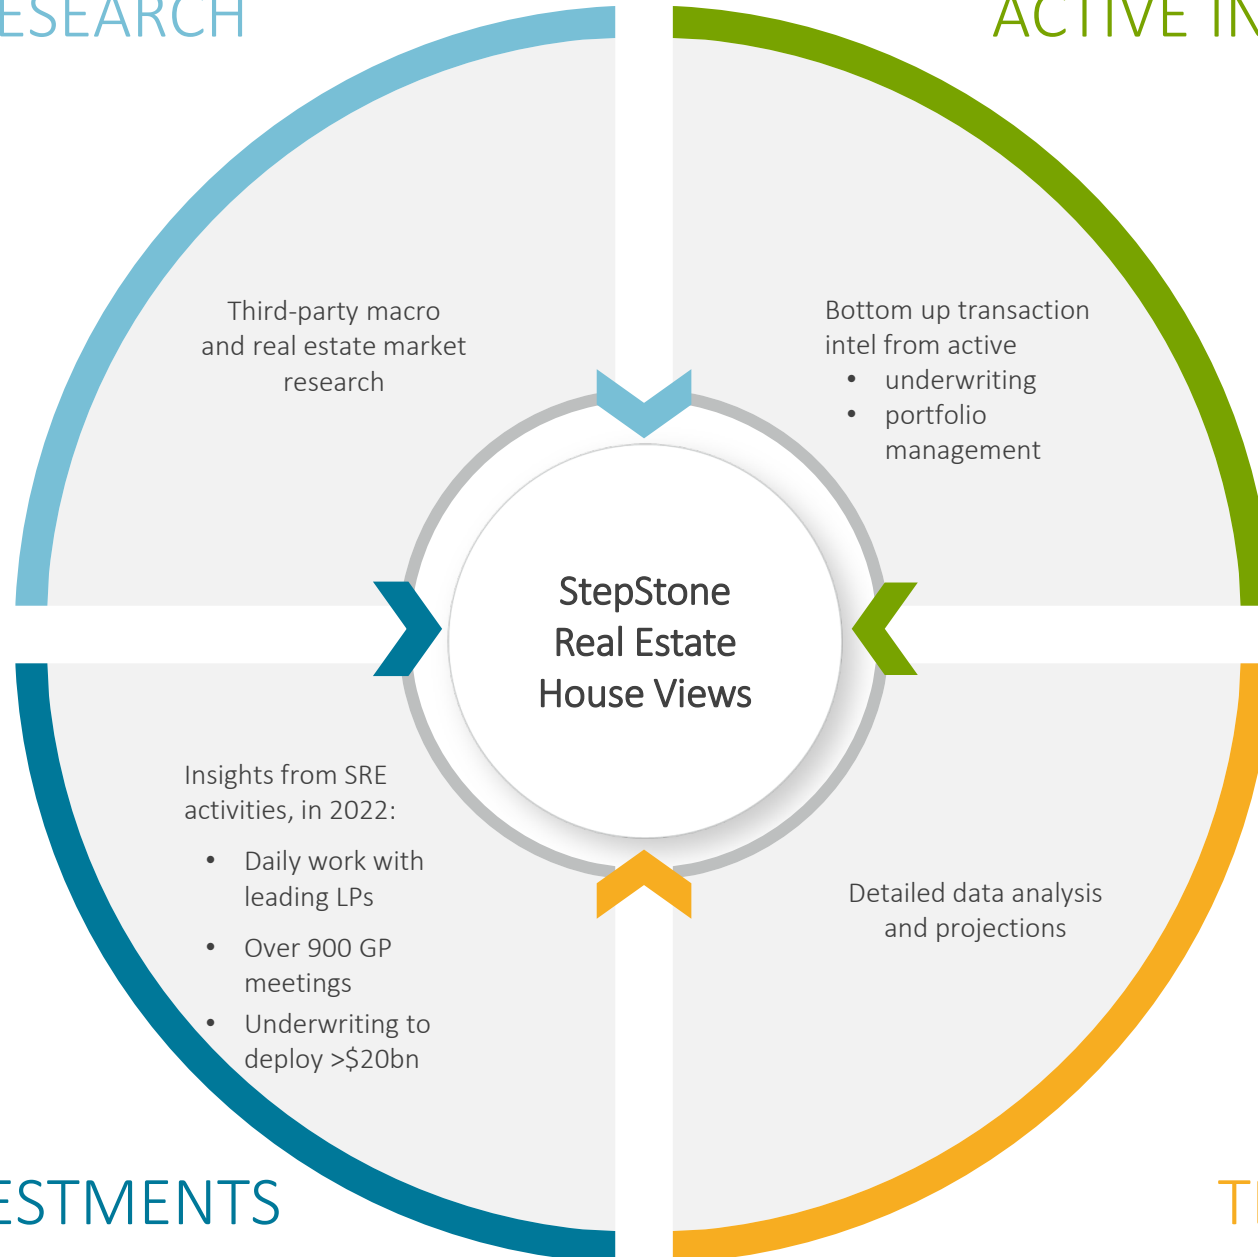 ESEARCH
ACTIVE IN
Third-party macro
and real estate market
research
Bottom up transaction
intel from active
• underwriting
• portfolio
management
StepStone
Real Estate
House Views
Insights from SRE
activities, in 2022:
• Daily work with
leading LPs
• Over 900 GP
meetings
• Underwriting to
deploy >$20bn
Detailed data analysis
and projections
ESTMENTS
T